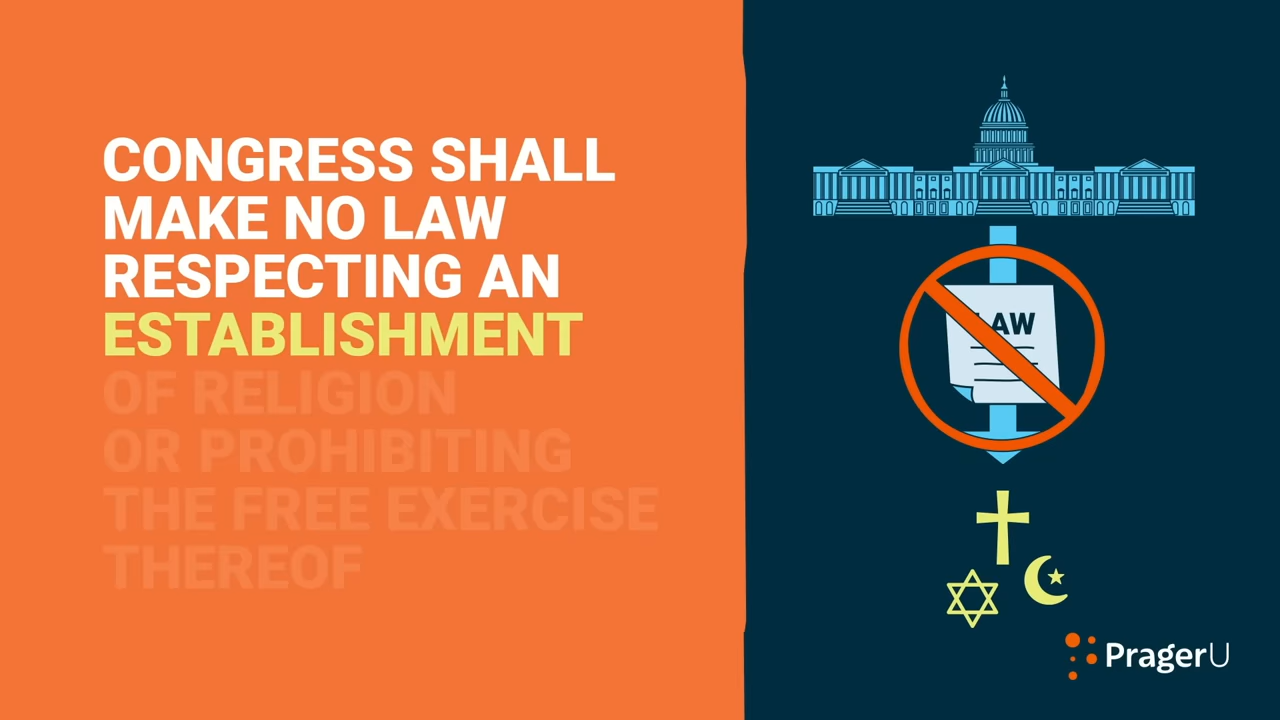 CONGRESS SHALL
MAKE NO LAW
RESPECTING AN
ESTABLISHMENT
OF RELIGION
OR PROHIBITING
THE FREE EXERCISE
THEREOF
LAW
PragerU